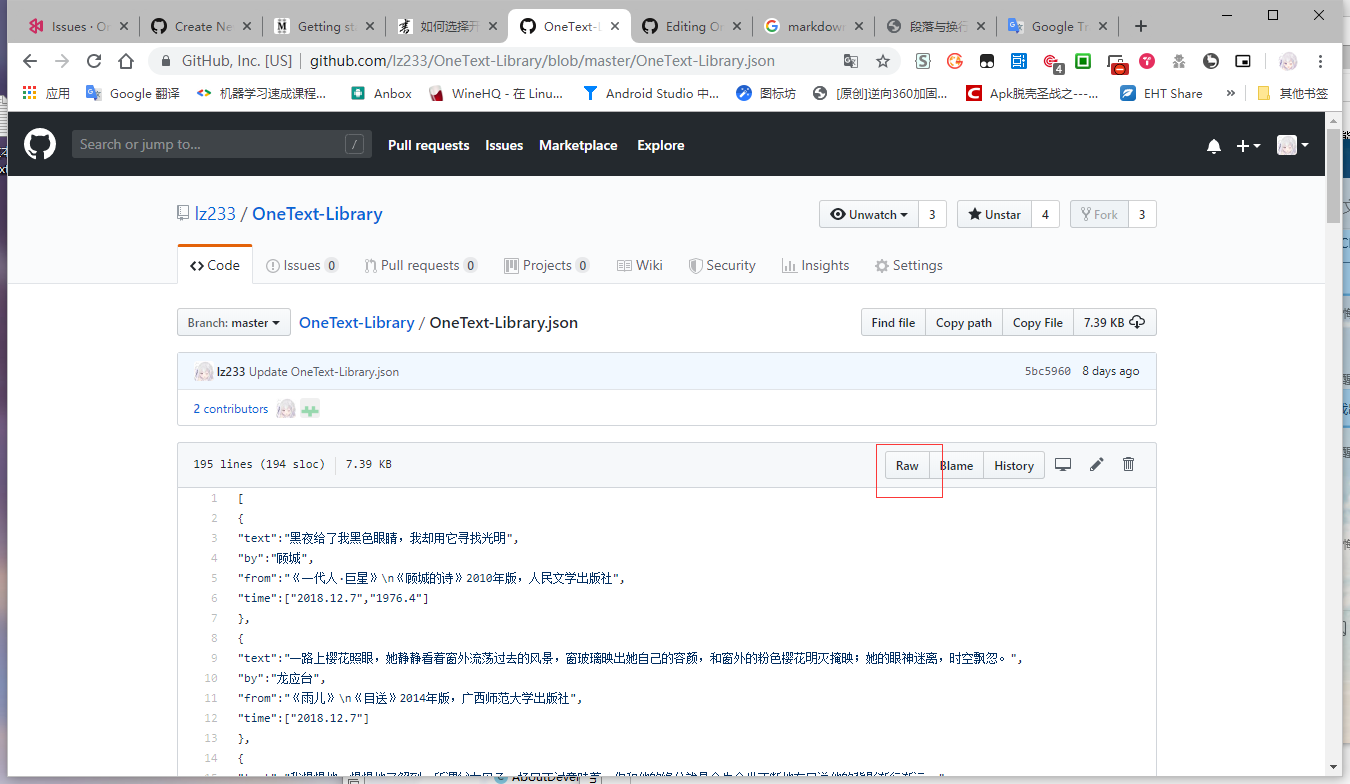 Issues · O
Create Ne
Getting st
如何选择开
OneText-L
Editing O
markdow
段落与换行
Google Tr
GitHub, Inc. [US] | github.com/lz233/OneText-Library/blob/master/OneText-Library.json
4
应用
Google 翻译
机器学习速成课程...
Anbox
WineHQ - 在 Linu...
Android Studio 中...
图标坊
[原创]逆向360加固...
Apk脱壳圣战之---...
EHT Share
»
其他书签
Search or jump to...
/
Pull requests
Issues
Marketplace
Explore
lz233 / OneText-Library
Unwatch 3
Unstar 4
Fork 3
Code
Issues 0
Pull requests 0
Projects 0
Wiki
Security
Insights
Settings
Branch: master
OneText-Library / OneText-Library.json
Find file
Copy path
Copy File
7.39 KB
lz233 Update OneText-Library.json
5bc5960 8 days ago
2 contributors
195 lines (194 sloc) | 7.39 KB
Raw
Blame
History
1 [
2 {
3 "text":"黑夜给了我黑色眼睛，我却用它寻找光明",
4 "by":"顾城",
5 "from":"《一代人·巨星》\n《顾城的诗》2010年版，人民文学出版社",
6 "time":["2018.12.7","1976.4"]
7 },
8 {
9 "text":"一路上樱花照眼，她静静看着窗外流荡过去的风景，窗玻璃映出她自己的容颜，和窗外的粉色樱花明灭掩映；她的眼神迷离，时空飘忽。",
10 "by":"龙应台",
11 "from":"《雨儿》\n《目送》2014年版，广西师范大学出版社",
12 "time":["2018.12.7"]
13 },
14 {